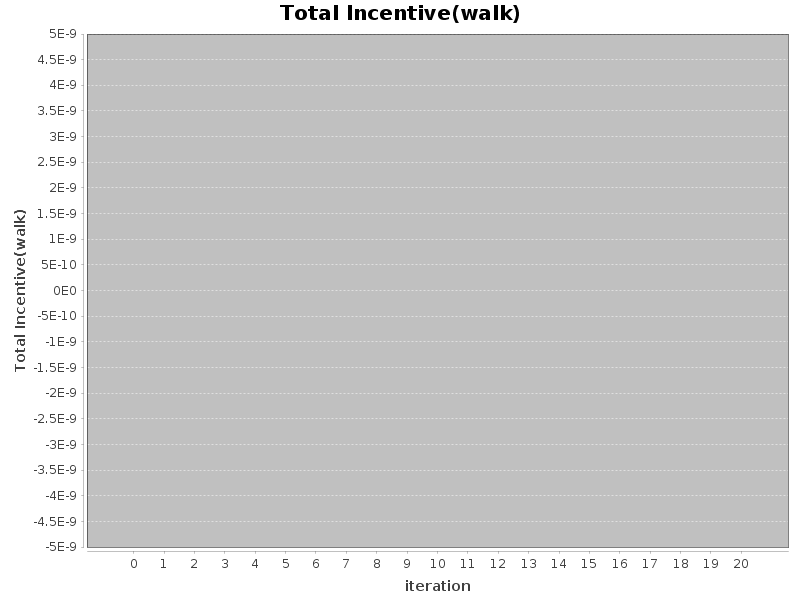 Total Incentive(walk)
5E-9
4.5E-9
4E-9
3.5E-9
3E-9
2.5E-9
2E-9
1.5E-9
1E-9
5E-10
0E0
-5E-10
-1E-9
-1.5E-9
-2E-9
-2.5E-9
-3E-9
-3.5E-9
-4E-9
-4.5E-9
-5E-9
Total Incentive(walk)
0 1 2 3 4 5 6 7 8 9 10 11 12 13 14 15 16 17 18 19 20
iteration